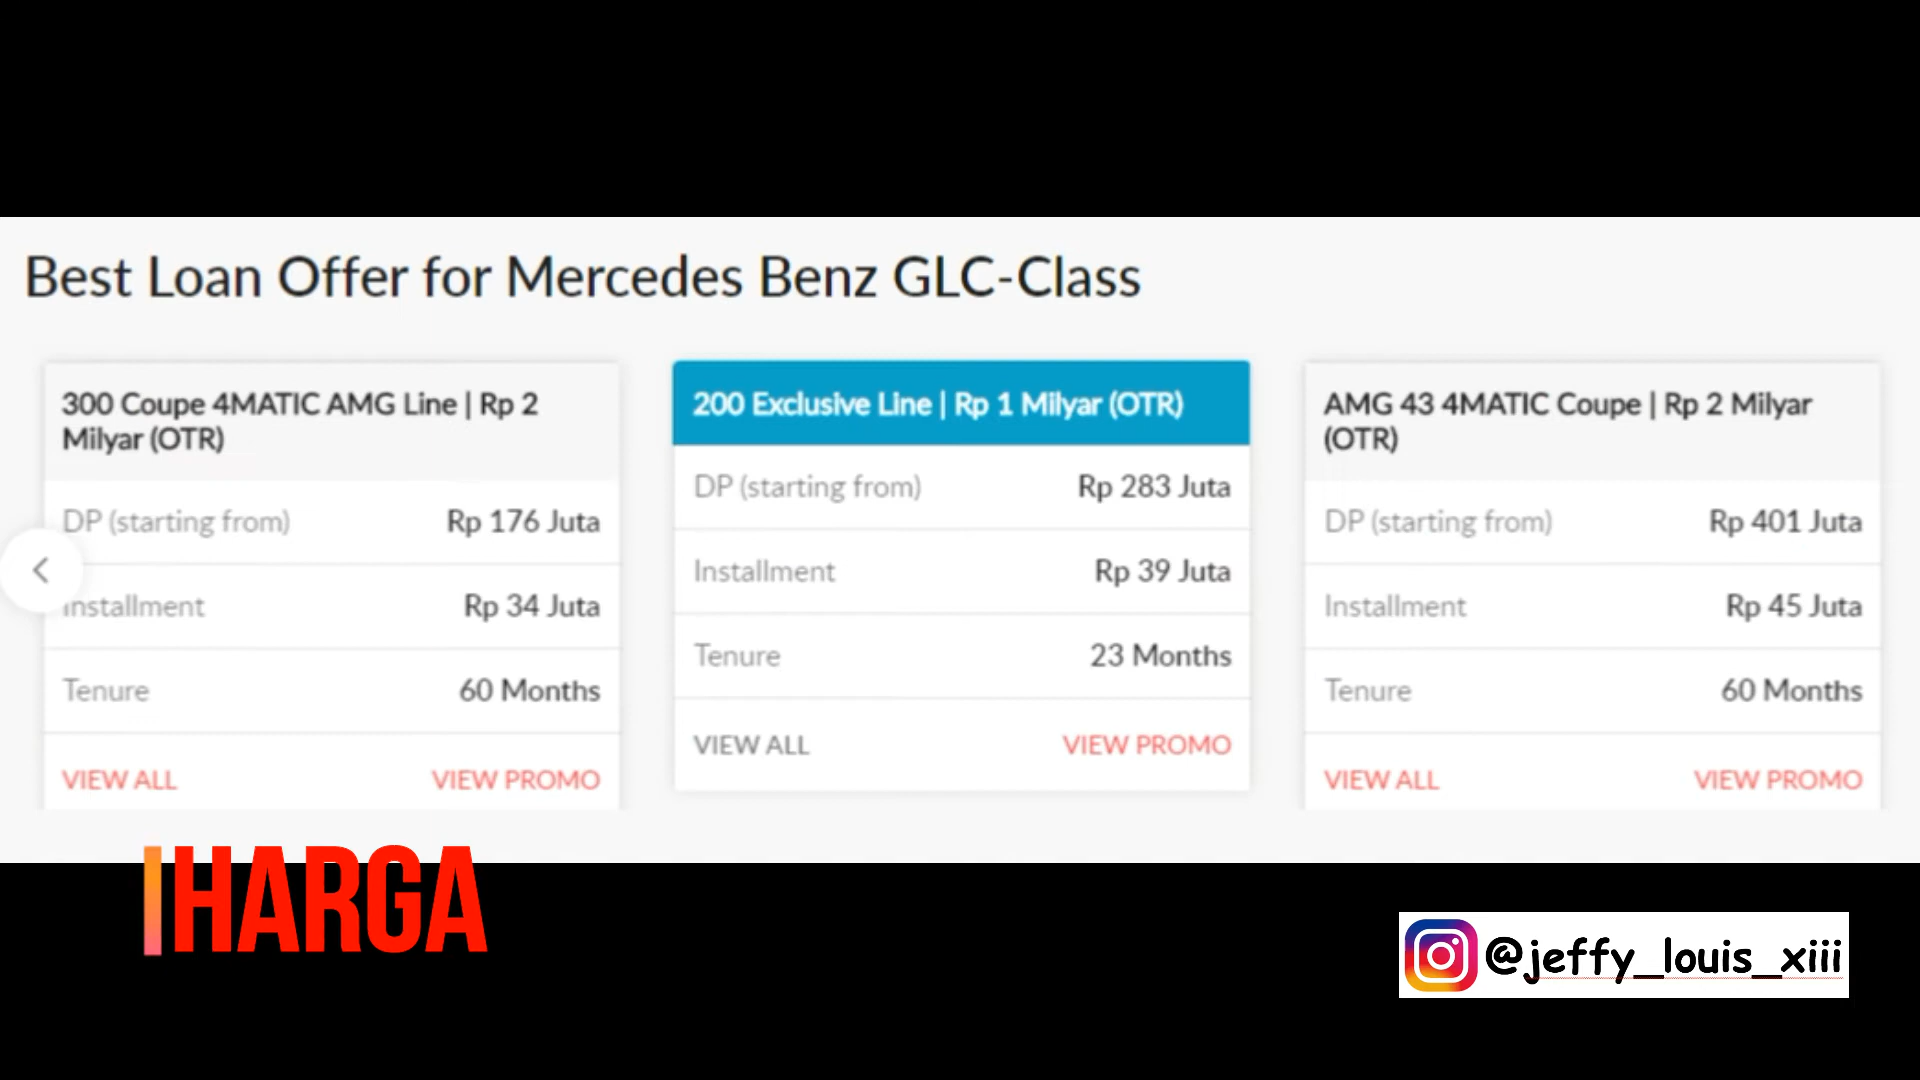 Best Loan Offer for Mercedes Benz GLC-Class
300 Coupe 4MATIC AMG Line | Rp 2
Milyar (OTR)
DP (starting from) Rp 176 Juta
Installment Rp 34 Juta
Tenure 60 Months
VIEW ALL VIEW PROMO
200 Exclusive Line | Rp 1 Milyar (OTR)
DP (starting from) Rp 283 Juta
Installment Rp 39 Juta
Tenure 23 Months
VIEW ALL VIEW PROMO
AMG 43 4MATIC Coupe | Rp 2 Milyar
(OTR)
DP (starting from) Rp 401 Juta
Installment Rp 45 Juta
Tenure 60 Months
VIEW ALL VIEW PROMO
HARGA
@jeffy_louis_xiii